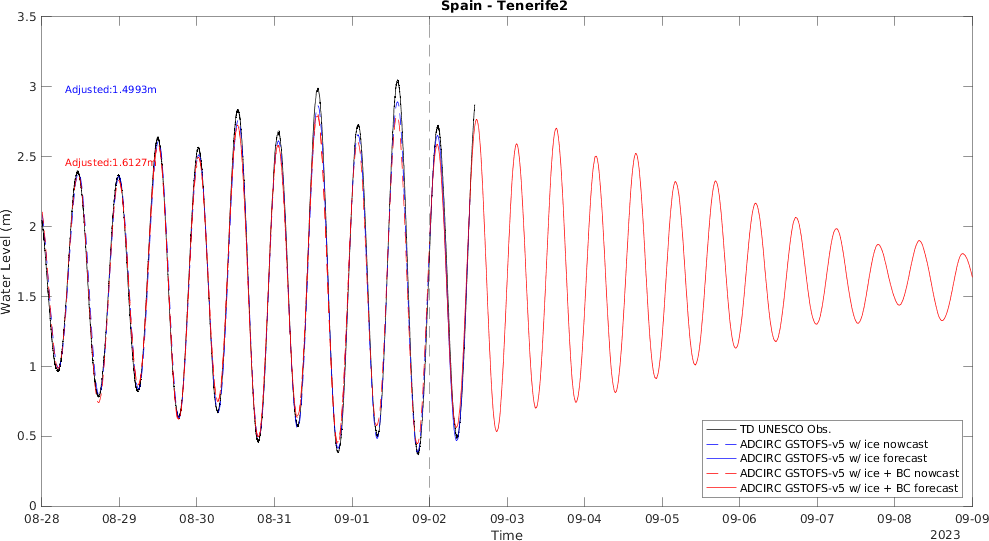 Spain - Tenerife2
Water Level (m)
3.5
3
2.5
2
1.5
1
0.5
0
Adjusted:1.4993m
Adjusted:1.6127m
TD UNESCO Obs.
ADCIRC GSTOFS-v5 w/ ice nowcast
ADCIRC GSTOFS-v5 w/ ice forecast
ADCIRC GSTOFS-v5 w/ ice + BC nowcast
ADCIRC GSTOFS-v5 w/ ice + BC forecast
08-28 08-29 08-30 08-31 09-01 09-02 09-03 09-04 09-05 09-06 09-07 09-08 09-09
Time
2023